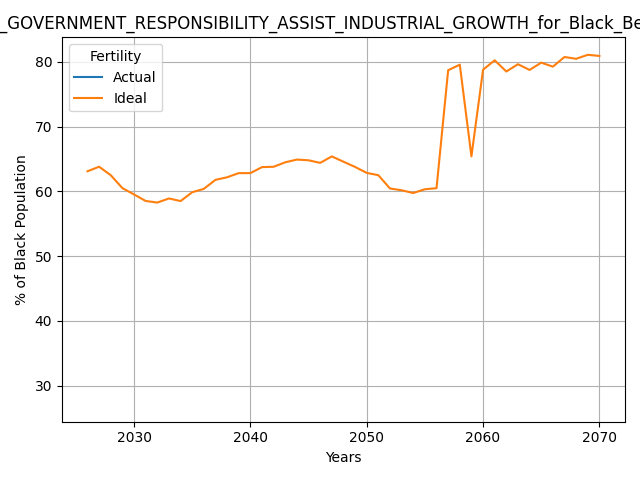 _GOVERNMENT_RESPONSIBILITY_ASSIST_INDUSTRIAL_GROWTH_for_Black_Be
Fertility
Actual
Ideal
% of Black Population
80
70
60
50
40
30
2030 2040 2050 2060 2070
Years